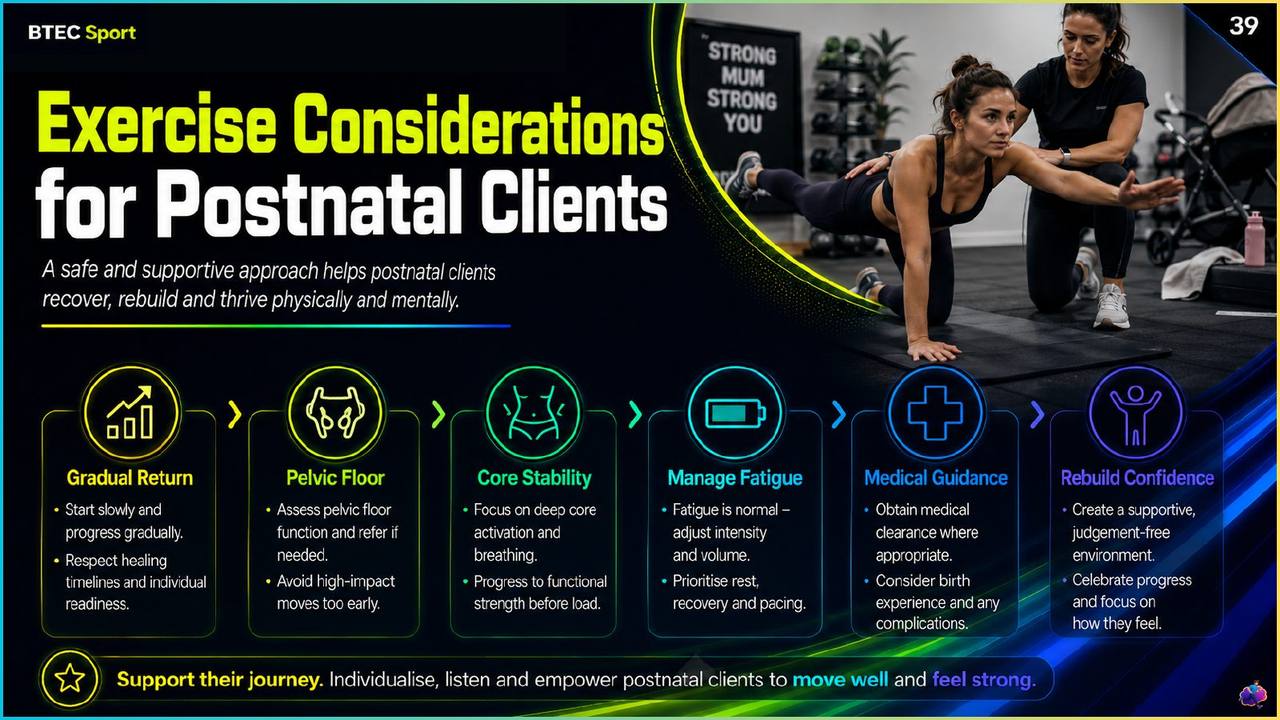 BTEC Sport
39
STRONG
MUM
STRONG
YOU
Exercise Considerations
for Postnatal Clients
A safe and supportive approach helps postnatal clients
recover, rebuild and thrive physically and mentally.
Gradual Return
• Start slowly and
progress gradually.
• Respect healing
timelines and individual
readiness.
Pelvic Floor
• Assess pelvic floor
function and refer if
needed.
• Avoid high-impact
moves too early.
Core Stability
• Focus on deep core
activation and
breathing.
• Progress to functional
strength before load.
Manage Fatigue
• Fatigue is normal –
adjust intensity
and volume.
• Prioritise rest,
recovery and pacing.
Medical Guidance
• Obtain medical
clearance where
appropriate.
• Consider birth
experience and any
complications.
Rebuild Confidence
• Create a supportive,
judgement-free
environment.
• Celebrate progress
and focus on
how they feel.
Support their journey. Individualise, listen and empower postnatal clients to move well and feel strong.